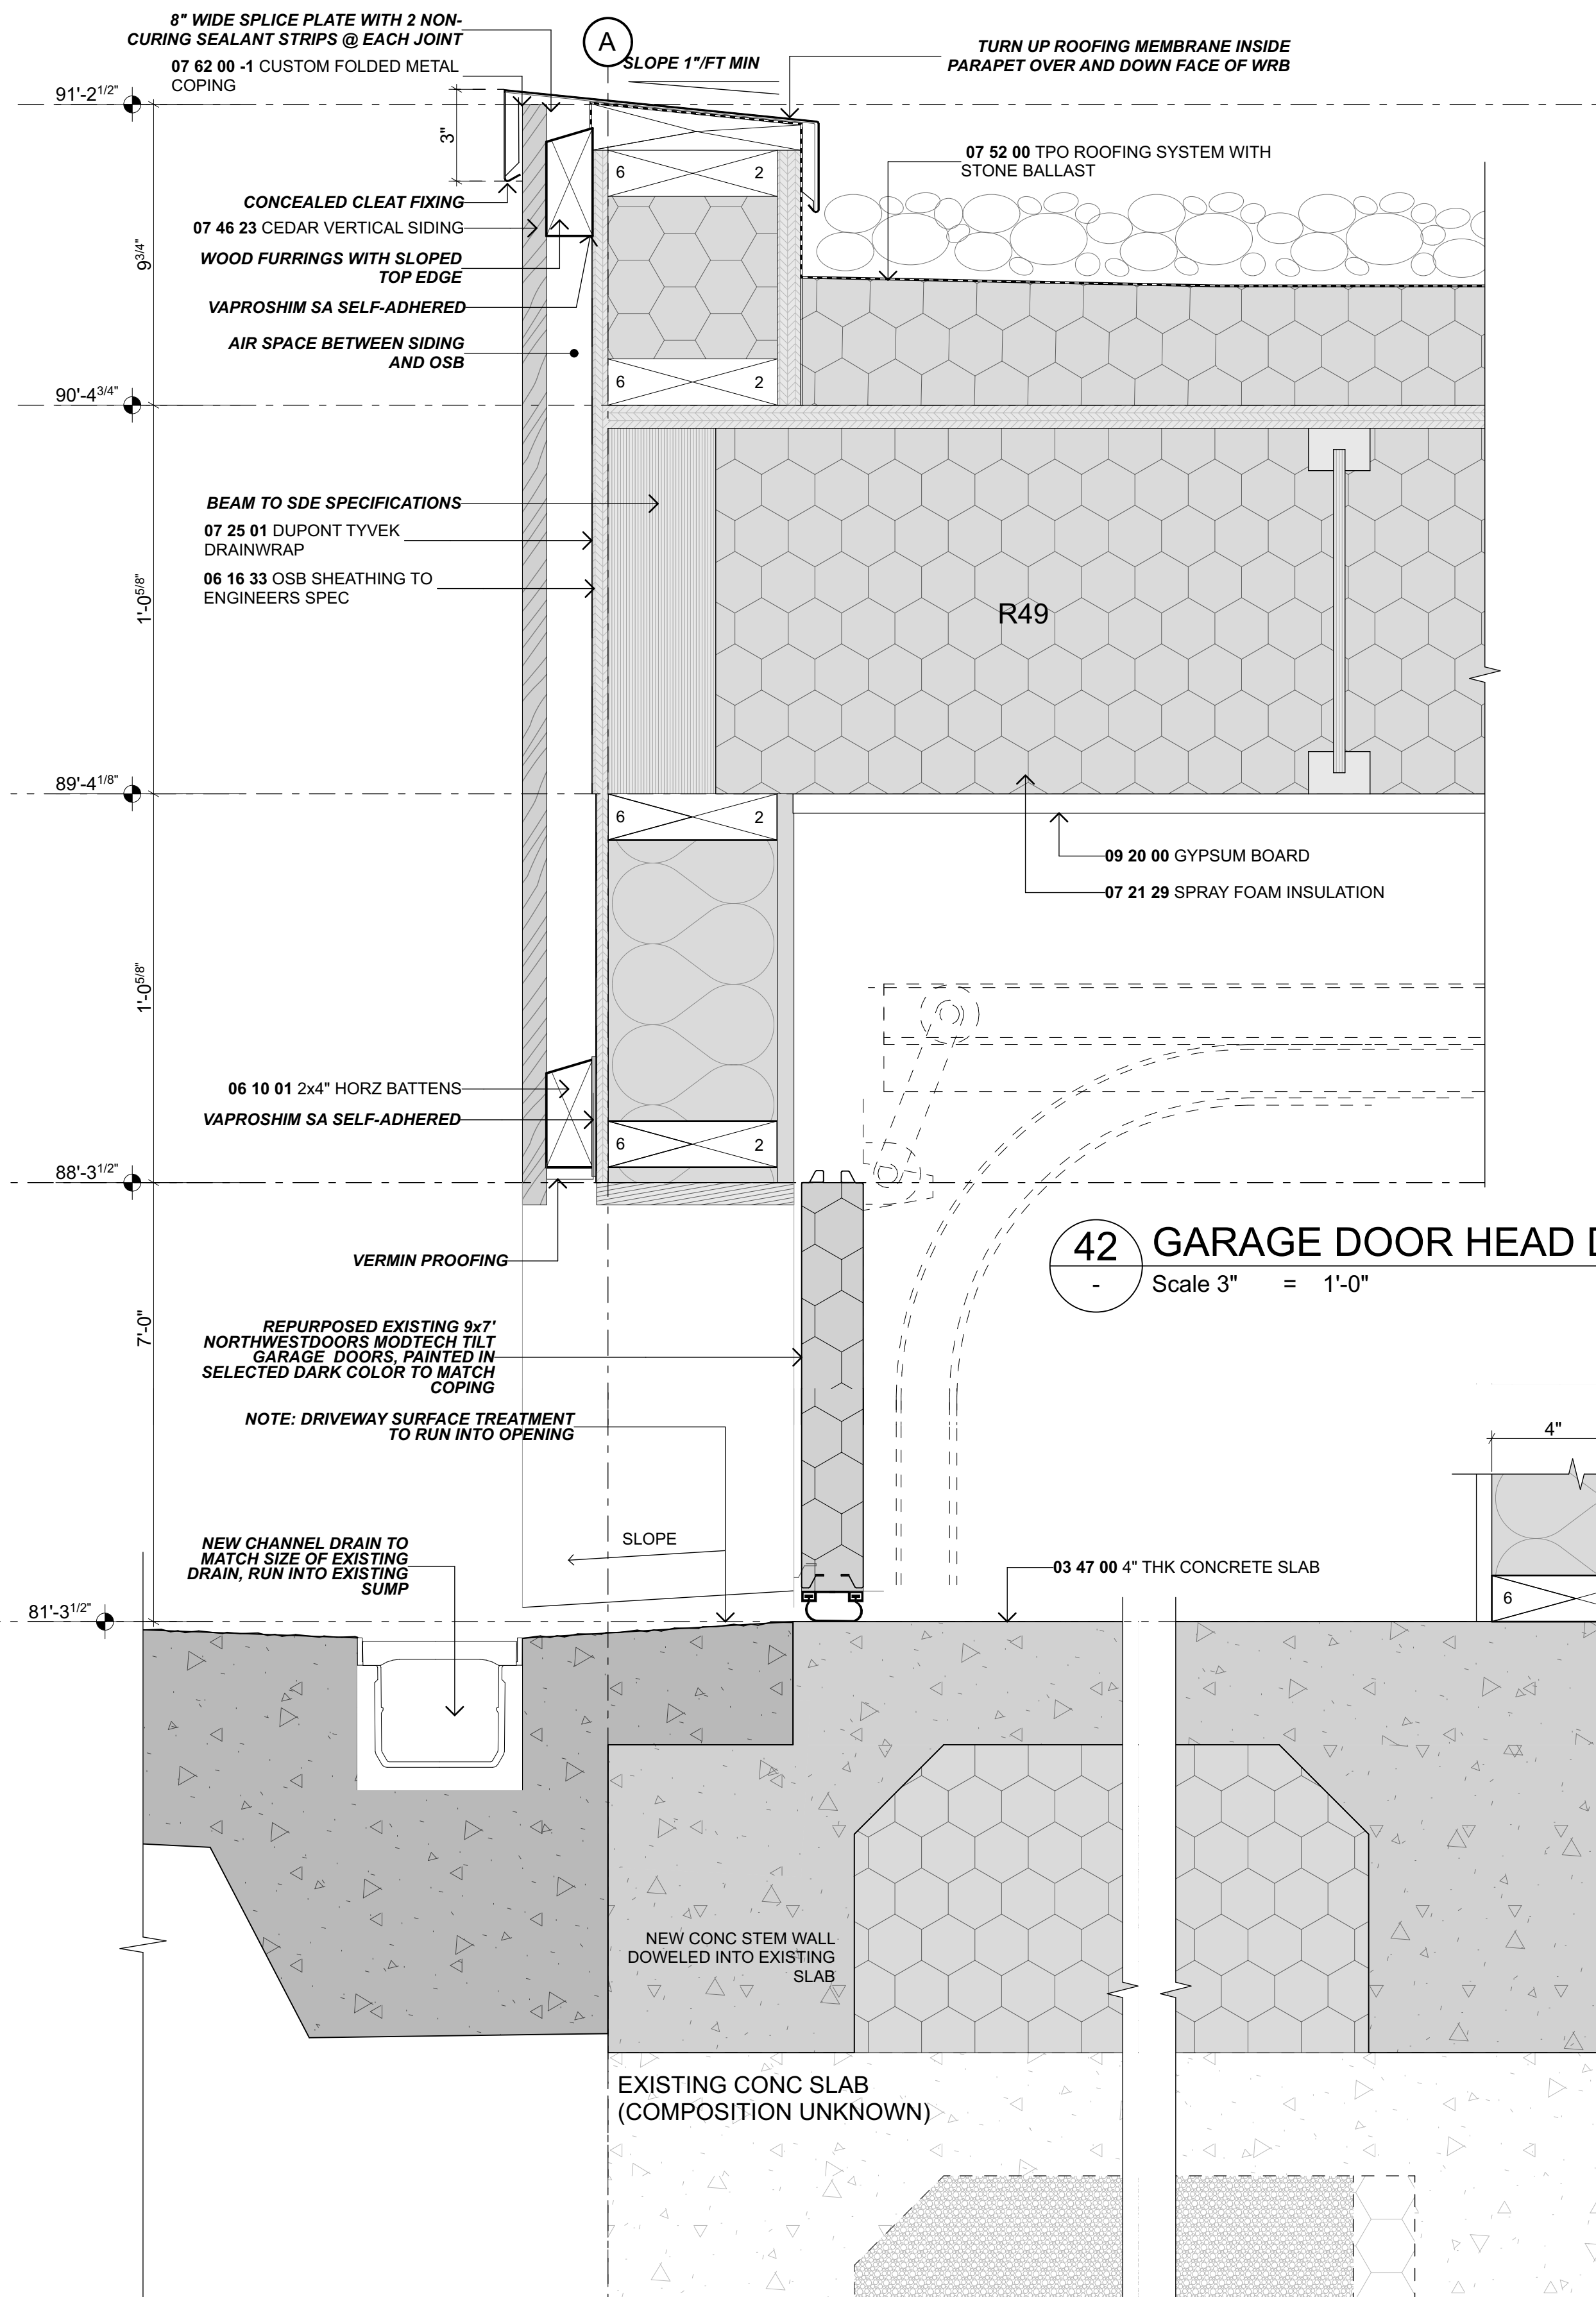 8" WIDE SPLICE PLATE WITH 2 NON-
CURING SEALANT STRIPS @ EACH JOINT
07 62 00 -1 CUSTOM FOLDED METAL
COPING
A
SLOPE 1"/FT MIN
TURN UP ROOFING MEMBRANE INSIDE
PARAPET OVER AND DOWN FACE OF WRB
91'-2 1/2"
3"
07 52 00 TPO ROOFING SYSTEM WITH
STONE BALLAST
6 2
CONCEALED CLEAT FIXING
07 46 23 CEDAR VERTICAL SIDING
WOOD FURRINGS WITH SLOPED
TOP EDGE
9 3/4"
VAPROSHIM SA SELF-ADHERED
AIR SPACE BETWEEN SIDING
AND OSB
6 2
90'-4 3/4"
BEAM TO SDE SPECIFICATIONS
07 25 01 DUPONT TYVEK
DRAINWRAP
06 16 33 OSB SHEATHING TO
ENGINEERS SPEC
1'-0 5/8"
R49
89'-4 1/8"
6 2
09 20 00 GYPSUM BOARD
07 21 29 SPRAY FOAM INSULATION
1'-0 5/8"
06 10 01 2x4" HORZ BATTENS
VAPROSHIM SA SELF-ADHERED
6 2
88'-3 1/2"
VERMIN PROOFING
42
-
GARAGE DOOR HEAD D
Scale 3" = 1'-0"
7'-0"
REPURPOSED EXISTING 9x7'
NORTHWESTDOORS MODTECH TILT
GARAGE DOORS, PAINTED IN
SELECTED DARK COLOR TO MATCH
COPING
NOTE: DRIVEWAY SURFACE TREATMENT
TO RUN INTO OPENING
4"
SLOPE
NEW CHANNEL DRAIN TO
MATCH SIZE OF EXISTING
DRAIN, RUN INTO EXISTING
SUMP
03 47 00 4" THK CONCRETE SLAB
6
81'-3 1/2"
NEW CONC STEM WALL
DOWELED INTO EXISTING
SLAB
EXISTING CONC SLAB
(COMPOSITION UNKNOWN)